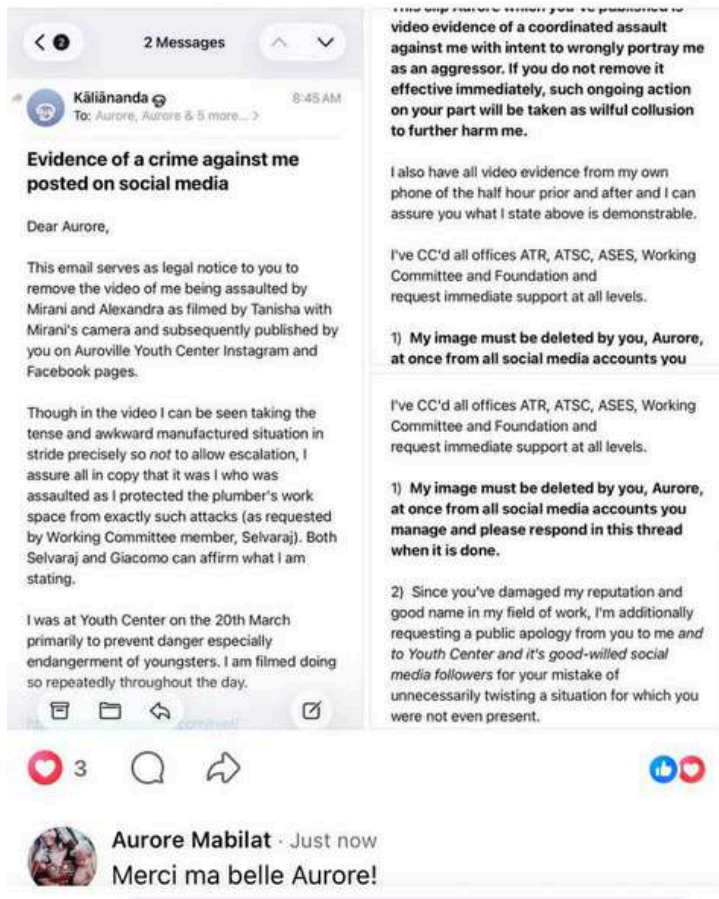 2
2 Messages
Käliänanda
8:45 AM
To: Aurore, Aurore & 5 more...
Evidence of a crime against me
posted on social media
Dear Aurore,
This email serves as legal notice to you to
remove the video of me being assaulted by
Mirani and Alexandra as filmed by Tanisha with
Mirani's camera and subsequently published by
you on Auroville Youth Center Instagram and
Facebook pages.
Though in the video I can be seen taking the
tense and awkward manufactured situation in
stride precisely so not to allow escalation, I
assure all in copy that it was I who was
assaulted as I protected the plumber's work
space from exactly such attacks (as requested
by Working Committee member, Selvaraj). Both
Selvaraj and Giacomo can affirm what I am
stating.
I was at Youth Center on the 20th March
primarily to prevent danger especially
endangerment of youngsters. I am filmed doing
so repeatedly throughout the day.
This clip Aurore which you've published is
video evidence of a coordinated assault
against me with intent to wrongly portray me
as an aggressor. If you do not remove it
effective immediately, such ongoing action
on your part will be taken as wilful collusion
to further harm me.
I also have all video evidence from my own
phone of the half hour prior and after and I can
assure you what I state above is demonstrable.
I've CC'd all offices ATR, ATSC, ASES, Working
Committee and Foundation and
request immediate support at all levels.
1) My image must be deleted by you, Aurore,
at once from all social media accounts you
I've CC'd all offices ATR, ATSC, ASES, Working
Committee and Foundation and
request immediate support at all levels.
1) My image must be deleted by you, Aurore,
at once from all social media accounts you
manage and please respond in this thread
when it is done.
2) Since you've damaged my reputation and
good name in my field of work, I'm additionally
requesting a public apology from you to me and
to Youth Center and it's good-willed social
media followers for your mistake of
unnecessarily twisting a situation for which you
were not even present.
3
Aurore Mabilat · Just now
Merci ma belle Aurore!